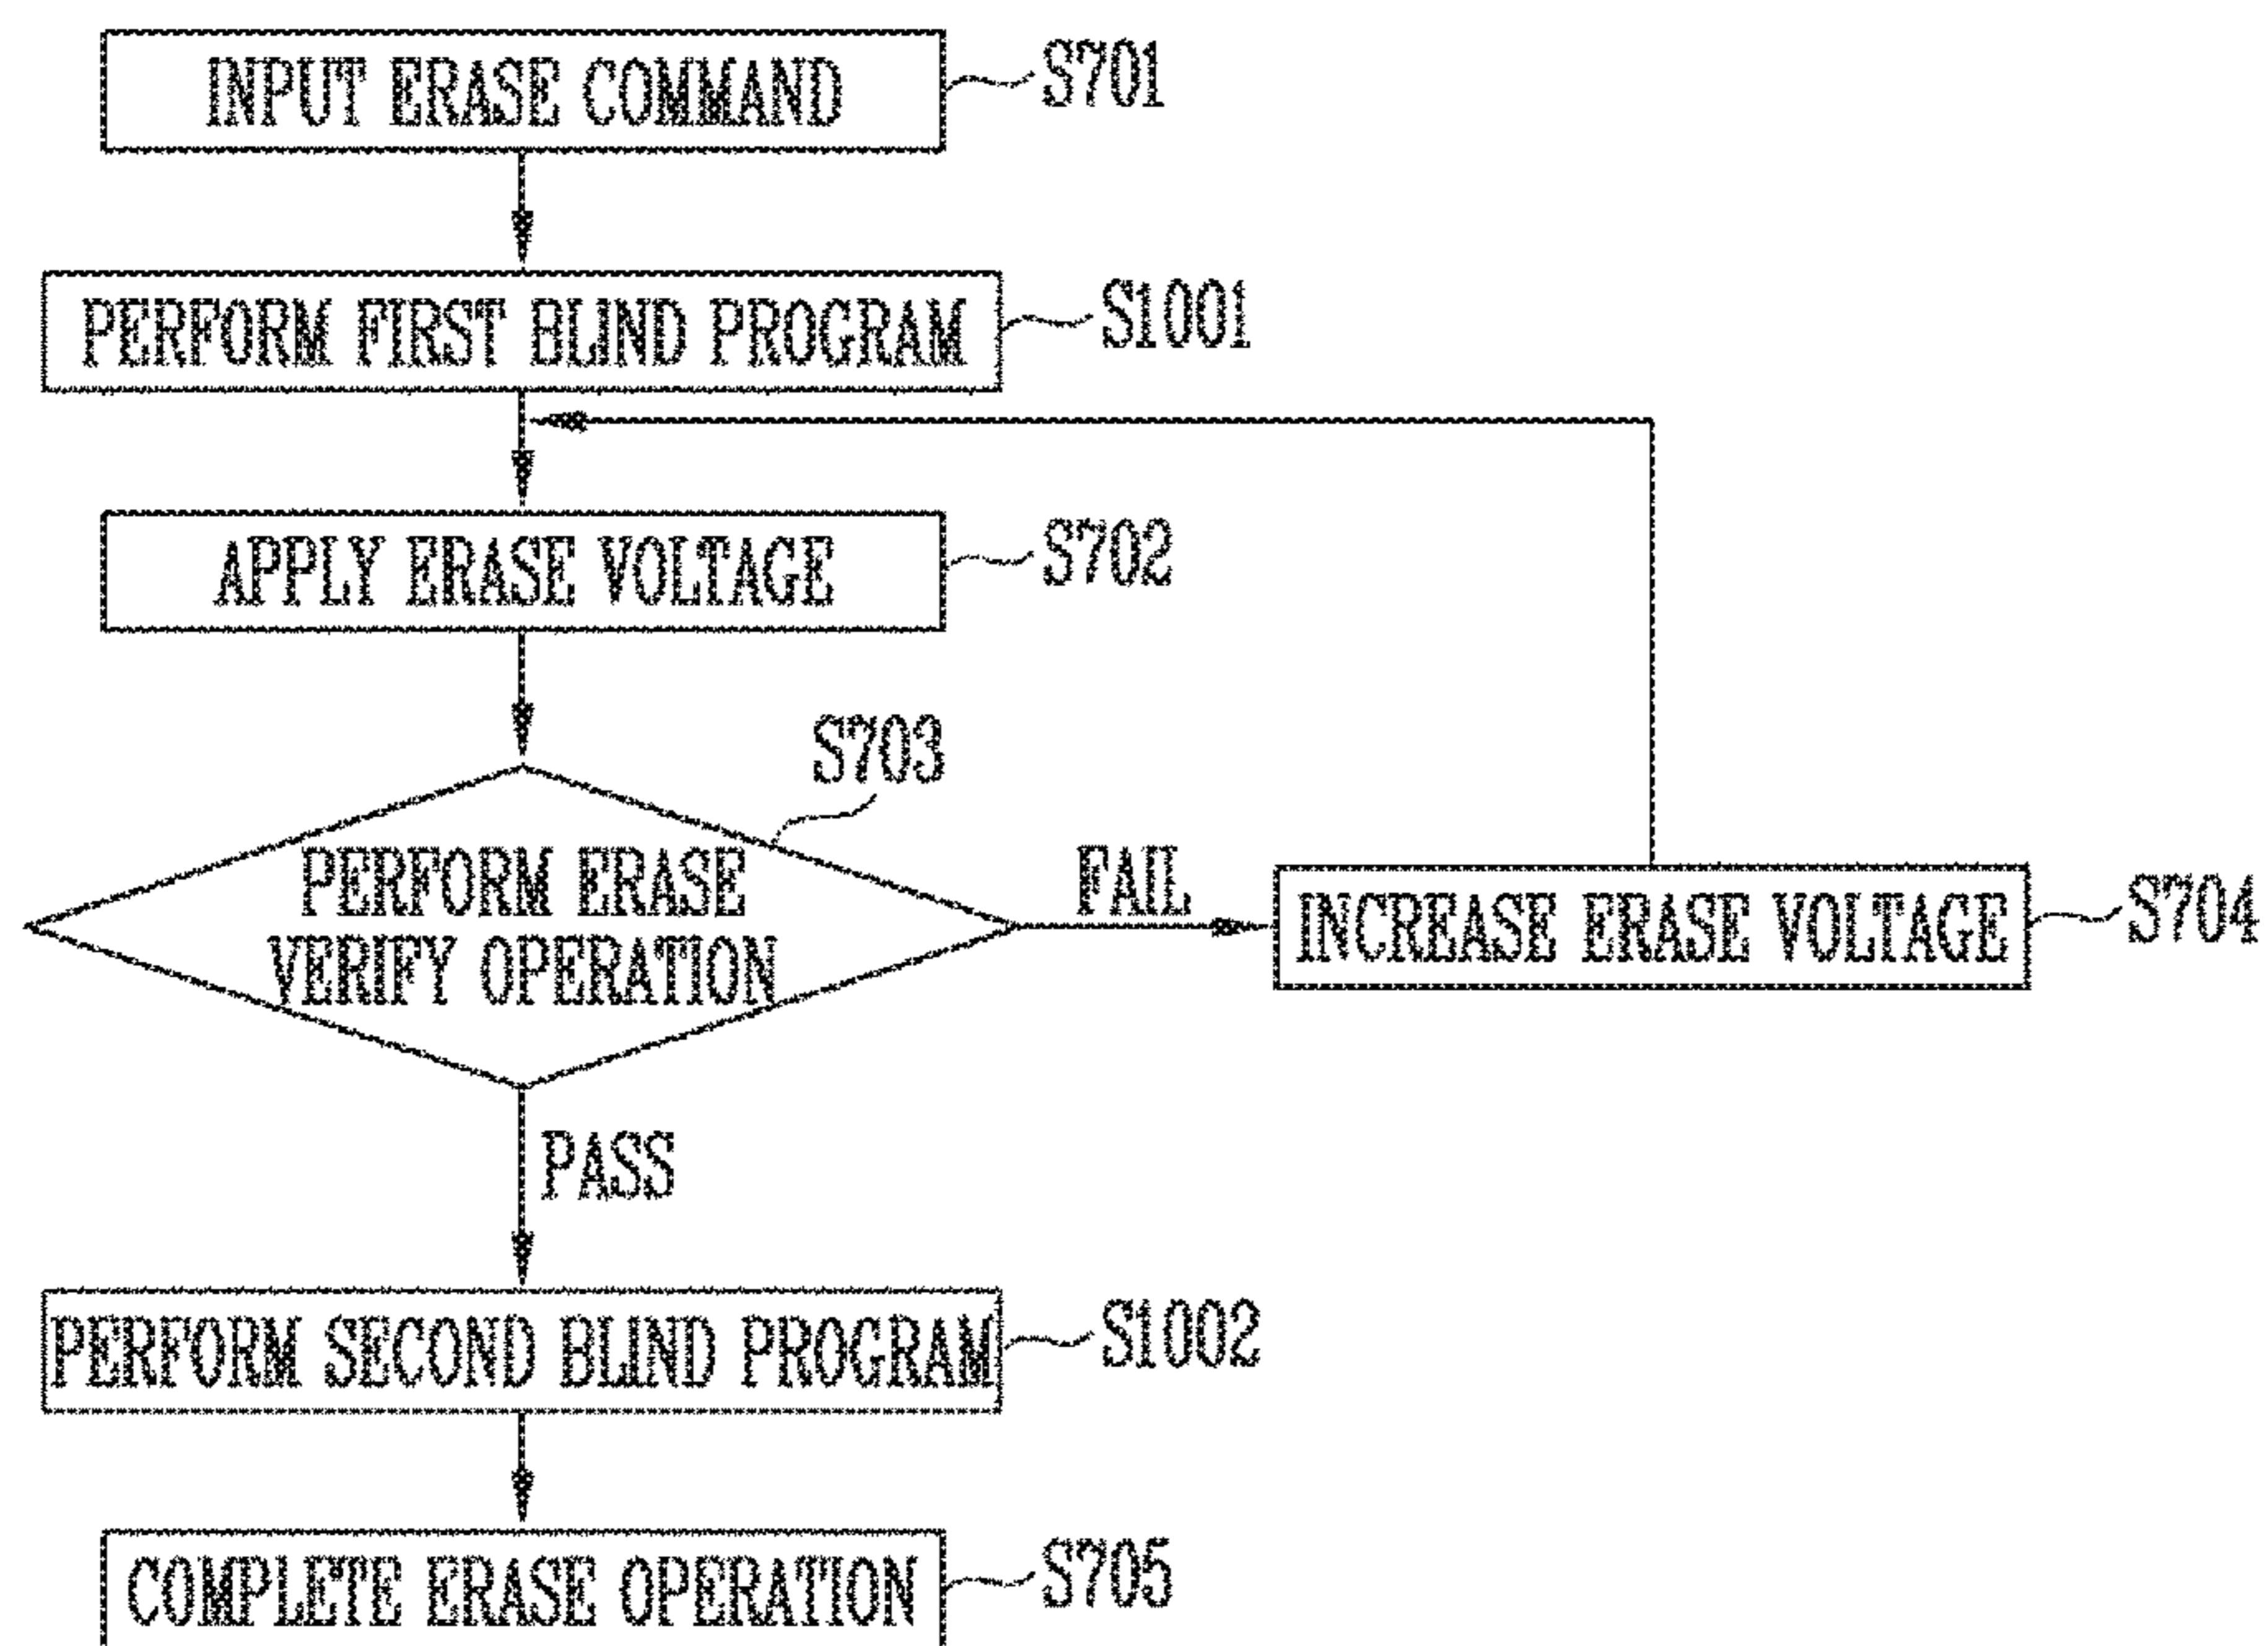 INPUT ERASE COMMAND
S701
PERFORM FIRST BLIND PROGRAM
S1001
APPLY ERASE VOLTAGE
S702
S703
PERFORM ERASE
VERIFY OPERATION
FAIL
INCREASE ERASE VOLTAGE
S704
PASS
PERFORM SECOND BLIND PROGRAM
S1002
COMPLETE ERASE OPERATION
S705